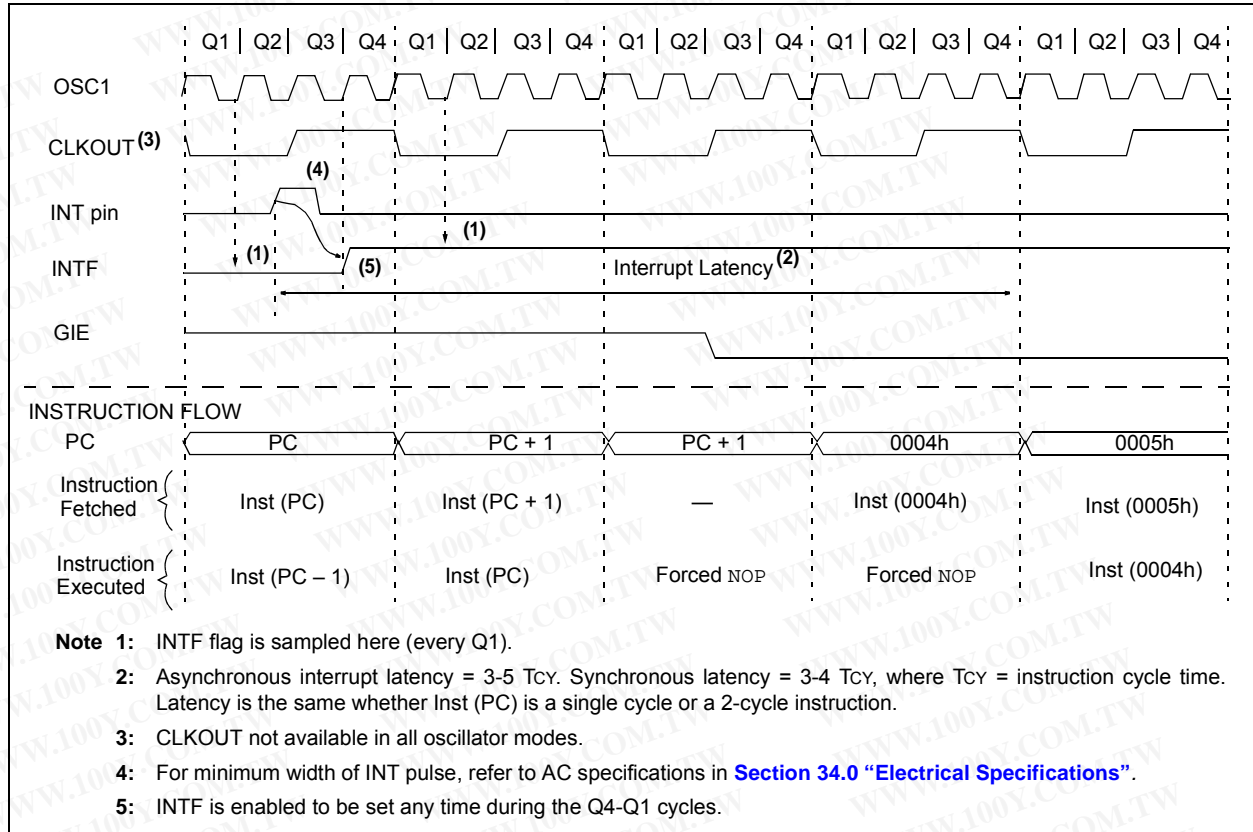 Q1 | Q2 | Q3 | Q4 Q1 | Q2 | Q3 | Q4 Q1 | Q2 | Q3 | Q4 Q1 | Q2 | Q3 | Q4 Q1 | Q2 | Q3 | Q4
OSC1
CLKOUT (3)
(4)
INT pin
(1)
(1)
INTF
(5)
Interrupt Latency (2)
GIE
INSTRUCTION FLOW
PC PC PC + 1 PC + 1 0004h 0005h
Instruction
Fetched
Inst (PC) Inst (PC + 1) — Inst (0004h) Inst (0005h)
Instruction
Executed
Inst (PC – 1) Inst (PC) Forced NOP Forced NOP Inst (0004h)
Note 1: INTF flag is sampled here (every Q1).
2: Asynchronous interrupt latency = 3-5 TCY. Synchronous latency = 3-4 TCY, where TCY = instruction cycle time.
Latency is the same whether Inst (PC) is a single cycle or a 2-cycle instruction.
3: CLKOUT not available in all oscillator modes.
4: For minimum width of INT pulse, refer to AC specifications in Section 34.0 “Electrical Specifications”.
5: INTF is enabled to be set any time during the Q4-Q1 cycles.
WWW.100Y.COM.TW